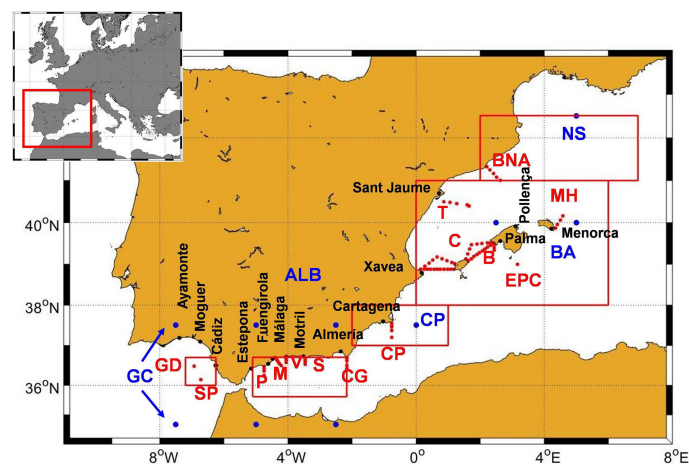 NS
BNA
Sant Jaume
T
Pollença
MH
40°N
C
Palma
Menorca
B
BA
Xavea
EPC
ALB
Ayamonte
Moguer
Cádiz
Estepona
Fuengirola
Málaga
Motril
Cartagena
38°N
Almería
CP
CP
GC
GD
SP
P
M
V
S
CG
36°N
8°W
4°W
0°
4°E
8°E